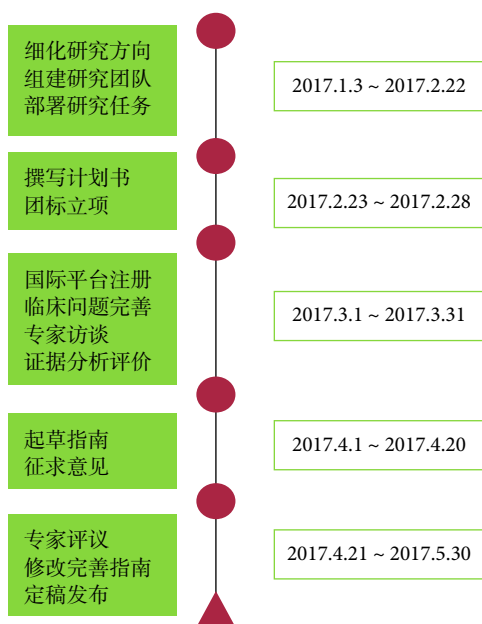 细化研究方向
组建研究团队
部署研究任务
2017.1.3 ~ 2017.2.22
撰写计划书
团标立项
2017.2.23 ~ 2017.2.28
国际平台注册
临床问题完善
专家访谈
证据分析评价
2017.3.1 ~ 2017.3.31
起草指南
征求意见
2017.4.1 ~ 2017.4.20
专家评议
修改完善指南
定稿发布
2017.4.21 ~ 2017.5.30